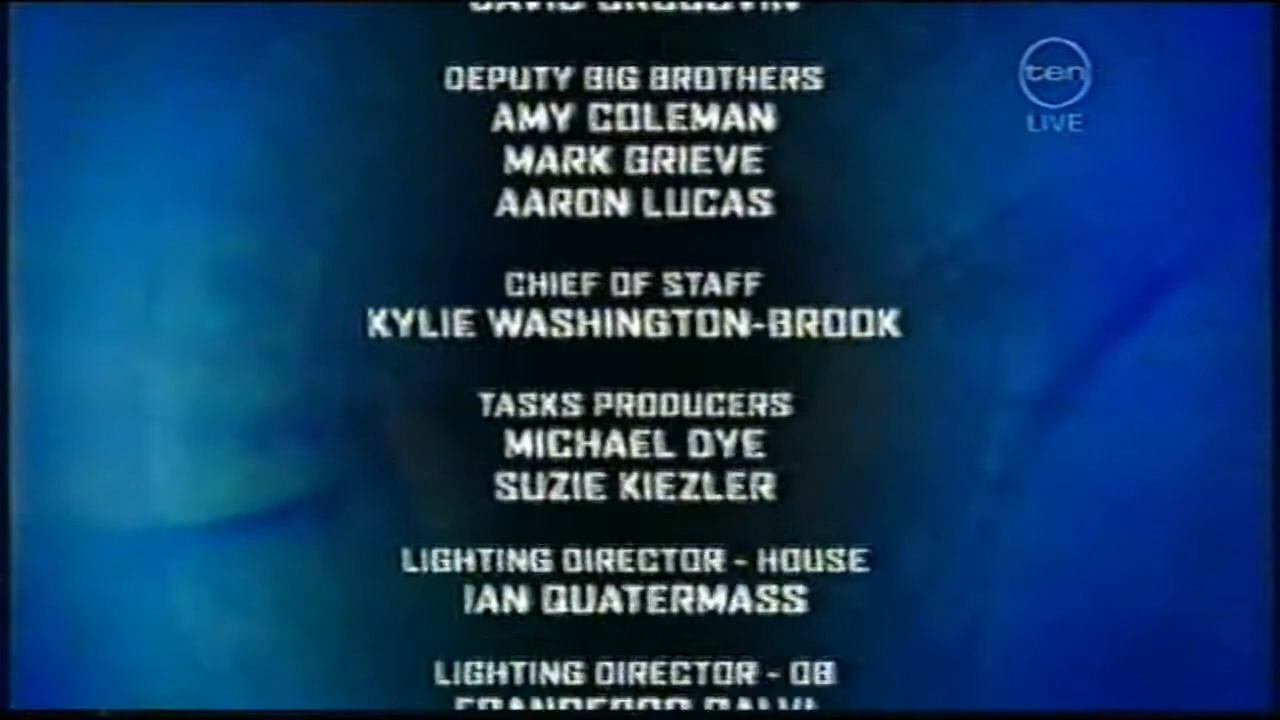 DEPUTY BIG BROTHERS
AMY COLEMAN
MARK GRIEVE
AARON LUCAS
CHIEF OF STAFF
KYLIE WASHINGTON-BROOK
TASKS PRODUCERS
MICHAEL DYE
SUZIE KIEZLER
LIGHTING DIRECTOR - HOUSE
IAN QUATERMASS
LIGHTING DIRECTOR - OB
ten
LIVE